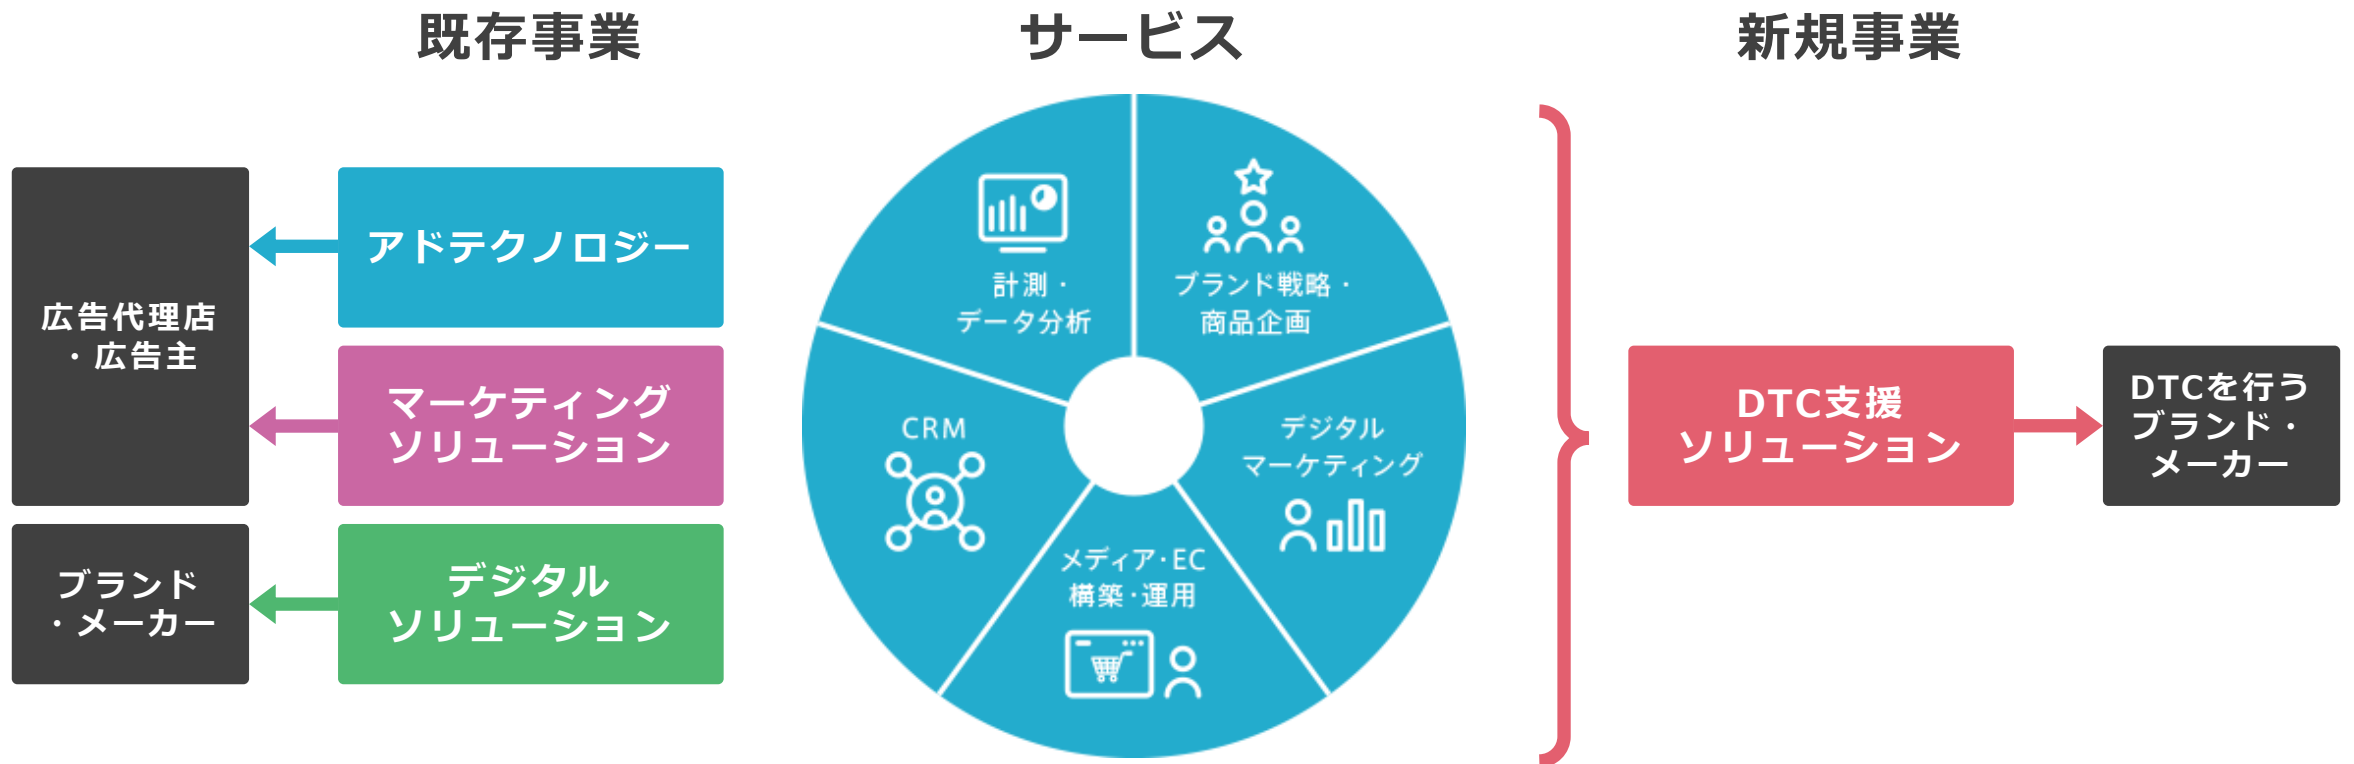 既存事業
サービス
新規事業
広告代理店
・広告主
アドテクノロジー
マーケティング
ソリューション
ブランド
・メーカー
デジタル
ソリューション
計測・
データ分析
ブランド戦略・
商品企画
CRM
デジタル
マーケティング
メディア・EC
構築・運用
DTC支援
ソリューション
DTCを行う
ブランド・
メーカー